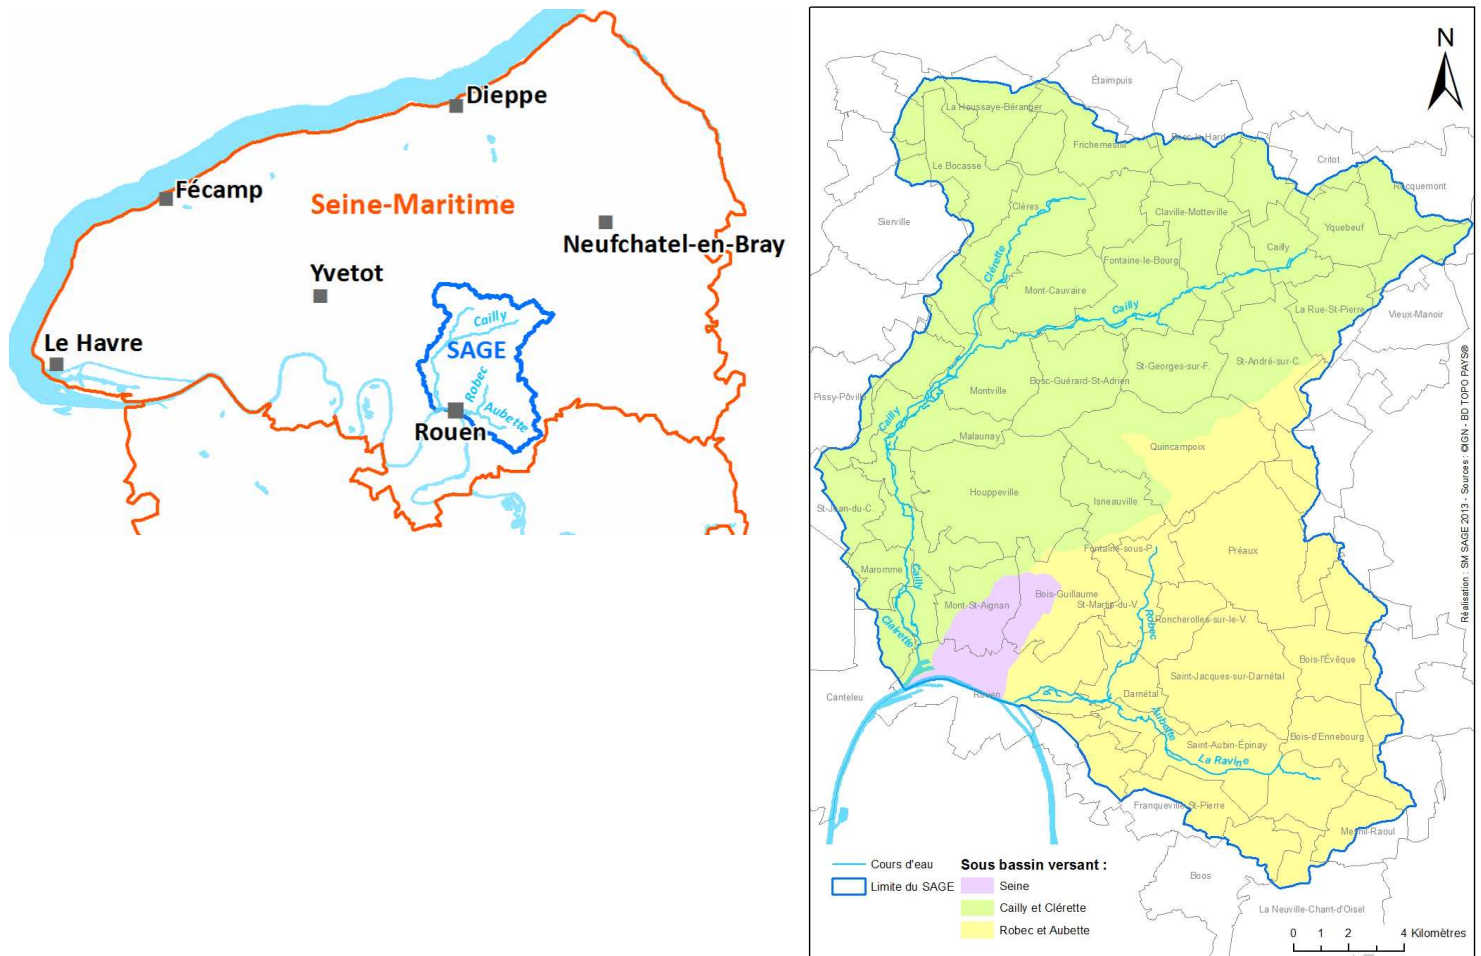 Dieppe
Fécamp
Seine-Maritime
Neufchatel-en-Bray
Yvetot
Le Havre
Cailly
SAGE
Robec
Aubette
Rouen
N
Étaimpuis
La Houssaye-Béranger
Bosc-le-Hard
Frichemesnil
Critot
Le Bocasse
Rocquemont
Clères
Claville-Motteville
Sierville
Yquebeuf
Cailly
Clérette
Fontaine-le-Bourg
Mont-Cauvaire
Cailly
La Rue-St-Pierre
Vieux-Manoir
St-André-sur-C.
St-Georges-sur-F.
Bosc-Guérard-St-Adrien
Montville
Pissy-Pôville
Cailly
Malaunay
Quincampoix
Houppeville
Isneauville
St-Jean-du-C.
Fontaine-sous-P.
Préaux
Maromme
Cailly
Bois-Guillaume
Mont-St-Aignan
St-Martin-du-V.
Robec
Roncherolles-sur-le-V.
Clairette
Bois-l'Évêque
Saint-Jacques-sur-Darnétal
Canteleu
Rouen
Darnétal
Aubette
Bois-d'Ennebourg
Saint-Aubin-Épinay
La Ravine
Franqueville-St-Pierre
Mesnil-Raoul
Boos
La Neuville-Chant-d'Oisel
Réalisation : SM SAGE 2013 - Sources : ©IGN - BD TOPO PAYS®
Cours d'eau
Limite du SAGE
Sous bassin versant :
Seine
Cailly et Clérette
Robec et Aubette
0 1 2 4 Kilomètres